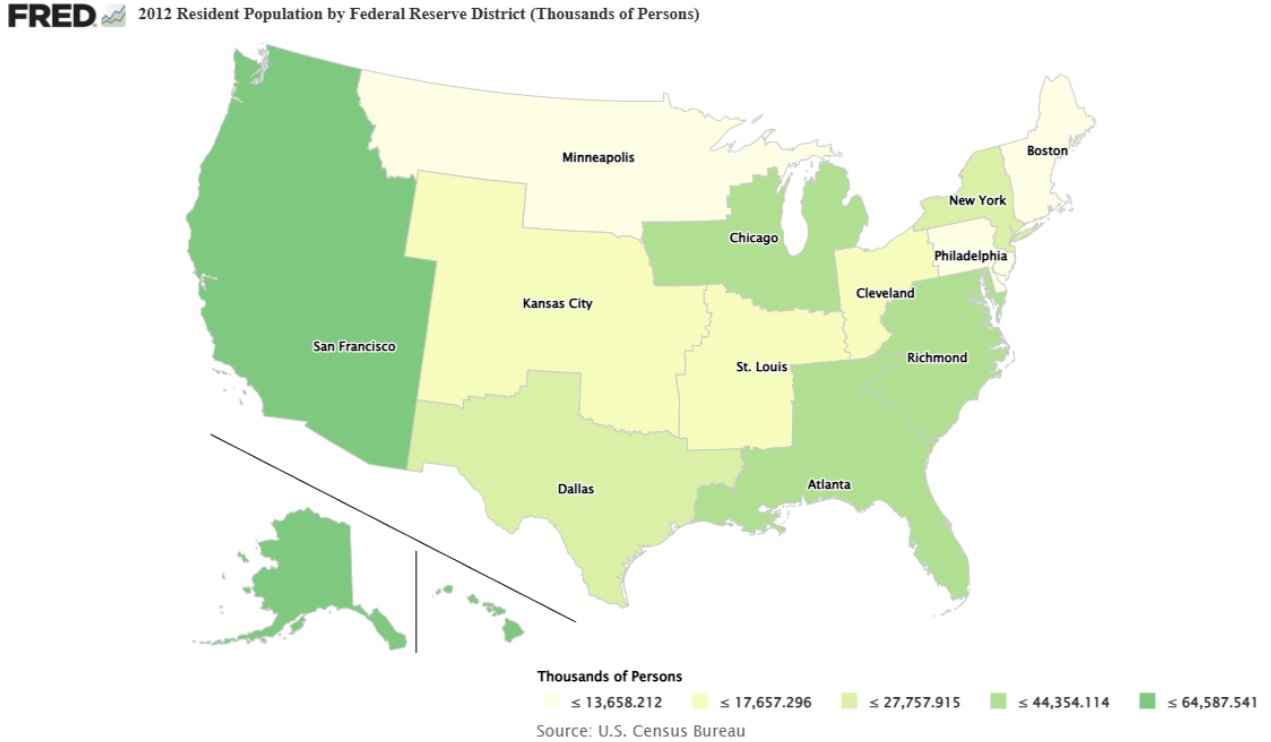 FRED 2012 Resident Population by Federal Reserve District (Thousands of Persons)
Minneapolis
Boston
New York
Chicago
Philadelphia
Cleveland
Kansas City
San Francisco
Richmond
St. Louis
Atlanta
Dallas
Thousands of Persons
≤ 13,658.212 ≤ 17,657.296 ≤ 27,757.915 ≤ 44,354.114 ≤ 64,587.541
Source: U.S. Census Bureau